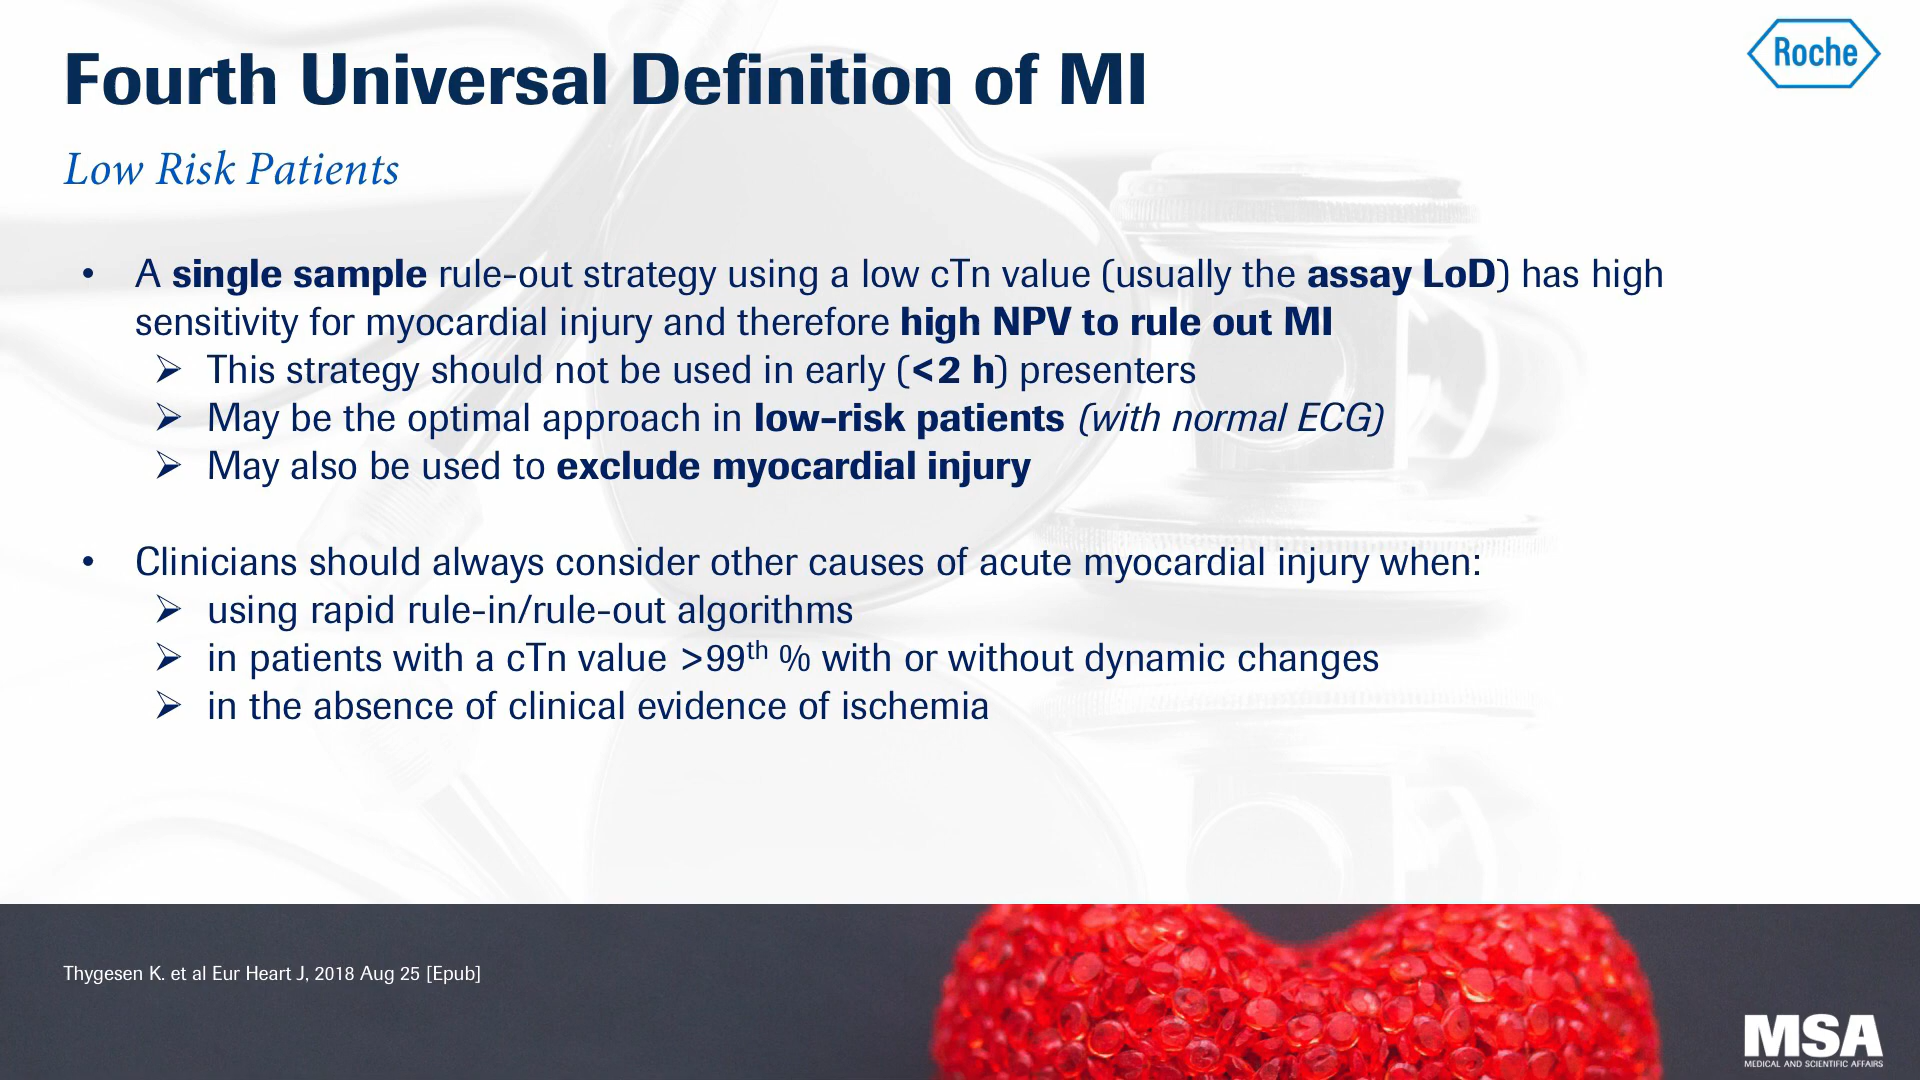 Fourth Universal Definition of MI
Roche
Low Risk Patients
• A single sample rule-out strategy using a low cTn value (usually the assay LoD) has high
sensitivity for myocardial injury and therefore high NPV to rule out MI
➢ This strategy should not be used in early (<2 h) presenters
➢ May be the optimal approach in low-risk patients (with normal ECG)
➢ May also be used to exclude myocardial injury
• Clinicians should always consider other causes of acute myocardial injury when:
➢ using rapid rule-in/rule-out algorithms
➢ in patients with a cTn value >99th % with or without dynamic changes
➢ in the absence of clinical evidence of ischemia
Thygesen K. et al Eur Heart J, 2018 Aug 25 [Epub]
MSA
MEDICAL AND SCIENTIFIC AFFAIRS